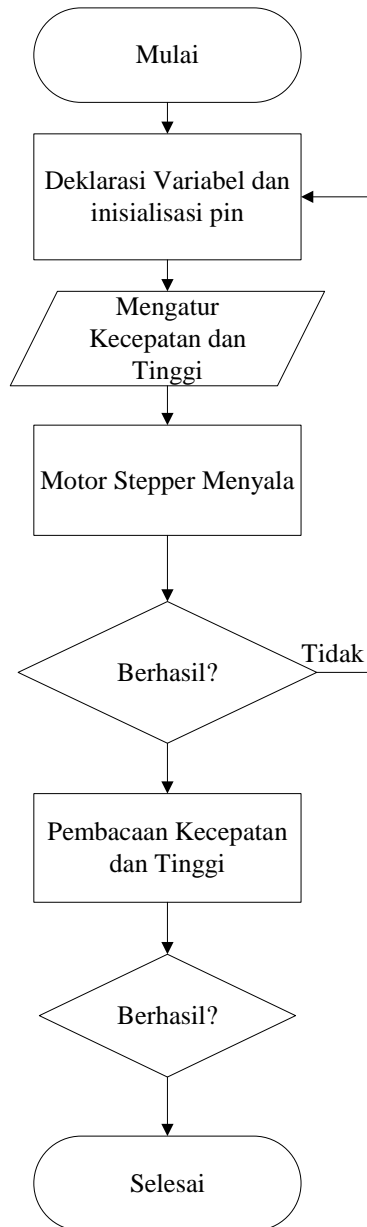 Mulai
Deklarasi Variabel dan
inisialisasi pin
Mengatur
Kecepatan dan
Tinggi
Motor Stepper Menyala
Berhasil?
Tidak
Pembacaan Kecepatan
dan Tinggi
Berhasil?
Selesai